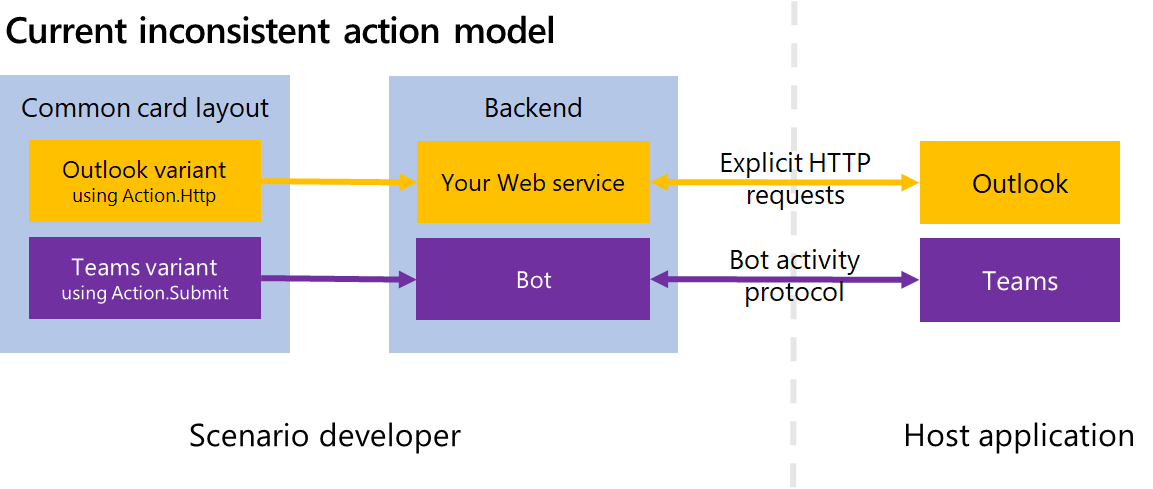 Current inconsistent action model
Common card layout
Backend
Outlook variant
using Action.Http
Your Web service
Explicit HTTP
requests
Outlook
Teams variant
using Action.Submit
Bot
Bot activity
protocol
Teams
Scenario developer
Host application